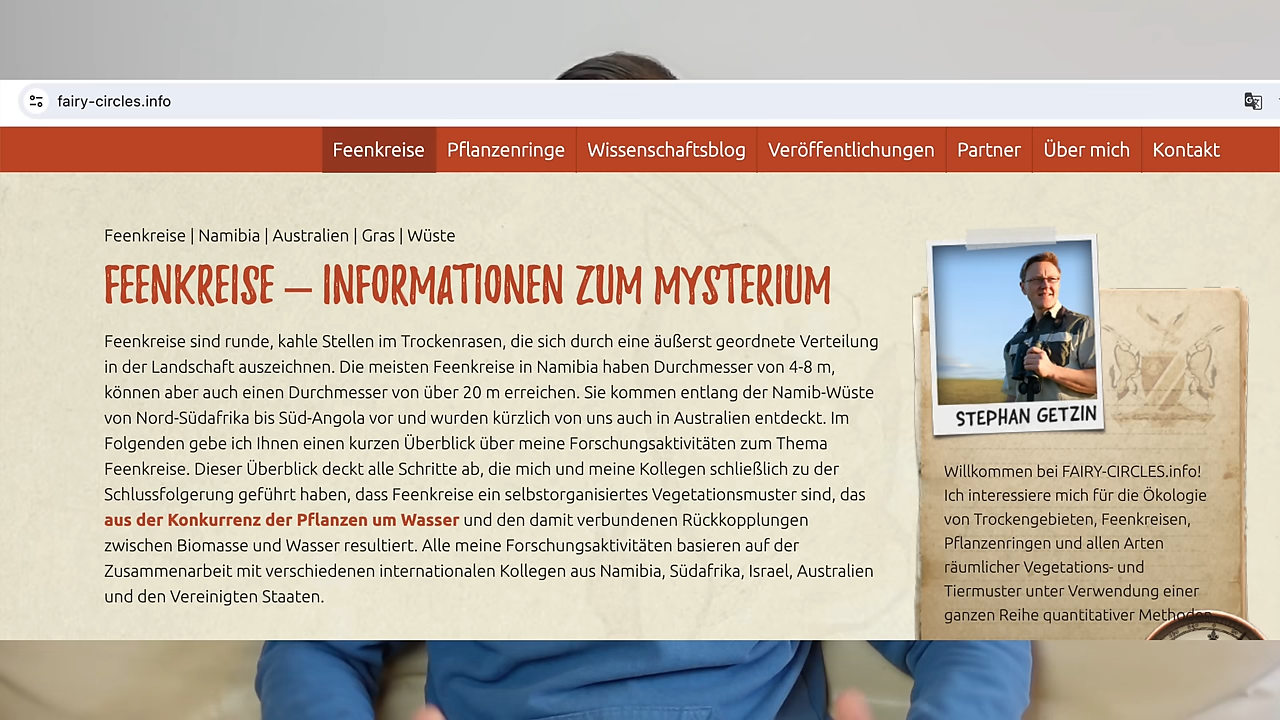 fairy-circles.info
Feenkreise
Pflanzenringe
Wissenschaftsblog
Veröffentlichungen
Partner
Über mich
Kontakt
Feenkreise | Namibia | Australien | Gras | Wüste
FEENKREISE – INFORMATIONEN ZUM MYSTERIUM
Feenkreise sind runde, kahle Stellen im Trockenrasen, die sich durch eine äußerst geordnete Verteilung
in der Landschaft auszeichnen. Die meisten Feenkreise in Namibia haben Durchmesser von 4-8 m,
können aber auch einen Durchmesser von über 20 m erreichen. Sie kommen entlang der Namib-Wüste
von Nord-Südafrika bis Süd-Angola vor und wurden kürzlich von uns auch in Australien entdeckt. Im
Folgenden gebe ich Ihnen einen kurzen Überblick über meine Forschungsaktivitäten zum Thema
Feenkreise. Dieser Überblick deckt alle Schritte ab, die mich und meine Kollegen schließlich zu der
Schlussfolgerung geführt haben, dass Feenkreise ein selbstorganisiertes Vegetationsmuster sind, das
aus der Konkurrenz der Pflanzen um Wasser und den damit verbundenen Rückkopplungen
zwischen Biomasse und Wasser resultiert. Alle meine Forschungsaktivitäten basieren auf der
Zusammenarbeit mit verschiedenen internationalen Kollegen aus Namibia, Südafrika, Israel, Australien
und den Vereinigten Staaten.
STEPHAN GETZIN
Willkommen bei FAIRY-CIRCLES.info!
Ich interessiere mich für die Ökologie
von Trockengebieten, Feenkreisen,
Pflanzenringen und allen Arten
räumlicher Vegetations- und
Tiermuster unter Verwendung einer
ganzen Reihe quantitativer Methoden